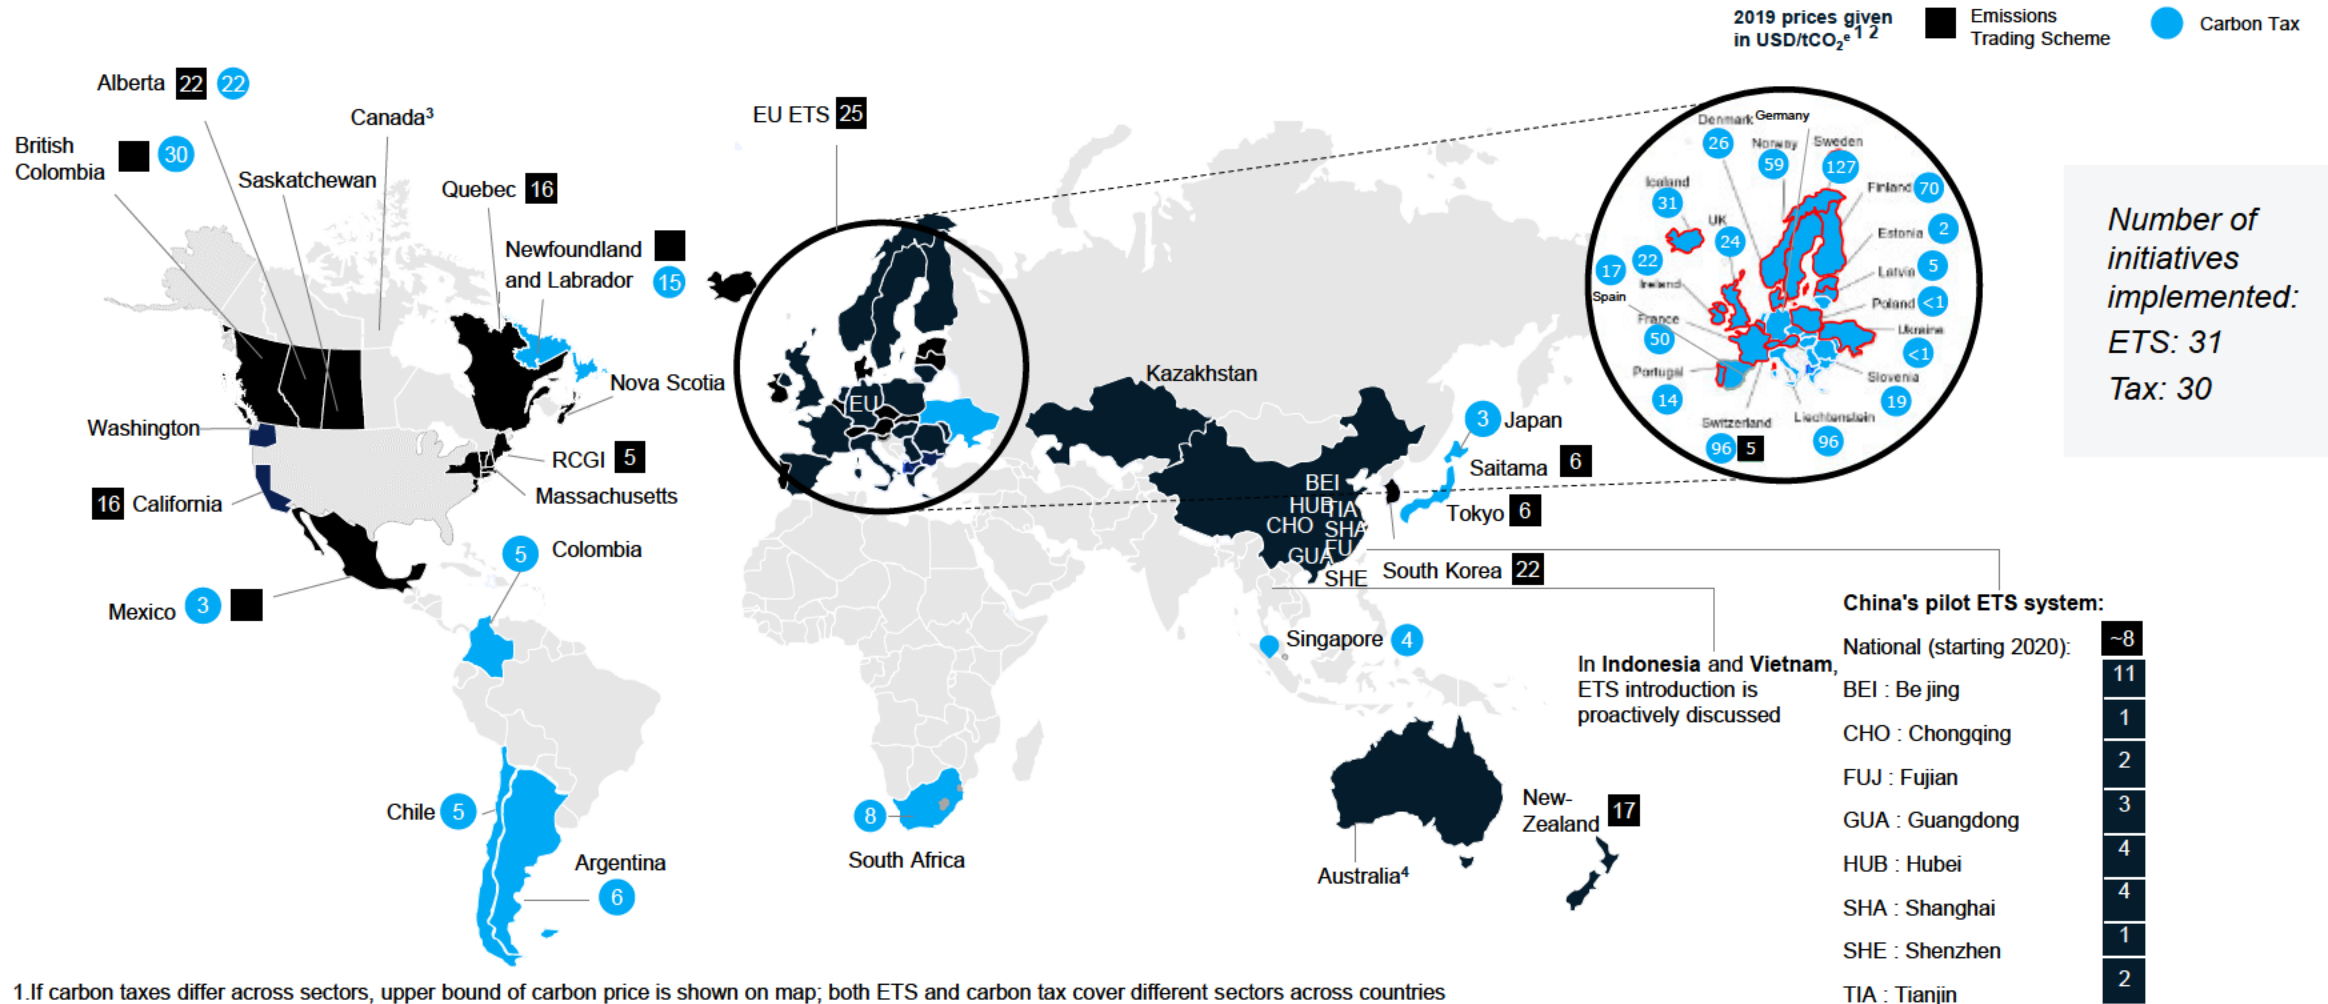 2019 prices given
in USD/tCO2e 1 2
Emissions
Trading Scheme
Carbon Tax
Alberta 22 22
Canada3
British
Colombia
30
Saskatchewan
Quebec 16
Newfoundland
and Labrador 15
Nova Scotia
Washington
RCGI 5
Massachusetts
16 California
Mexico 3
5 Colombia
Chile 5
Argentina
6
EU ETS 25
EU
Kazakhstan
8
South Africa
BEI
HUB
TIA
CHO
SHA
FU
GUA
SHE
3 Japan
Saitama 6
Tokyo 6
South Korea 22
Singapore 4
In Indonesia and Vietnam,
ETS introduction is
proactively discussed
Australia4
New-
Zealand 17
Denmark
26
Germany
Norway
59
Sweden
127
Iceland
31
Finland 70
UK
24
Estonia 2
22
Ireland
17
Spain
Latvia 5
Poland <1
France
50
Ukraine
<1
Portugal
14
Slovenia
19
Switzerland
96 5
Liechtenstein
96
Number of
initiatives
implemented:
ETS: 31
Tax: 30
China's pilot ETS system:
National (starting 2020): ~8
BEI : Be jing 11
CHO : Chongqing 1
FUJ : Fujian 2
GUA : Guangdong 3
HUB : Hubei 4
SHA : Shanghai 4
SHE : Shenzhen 1
TIA : Tianjin 2
1.If carbon taxes differ across sectors, upper bound of carbon price is shown on map; both ETS and carbon tax cover different sectors across countries